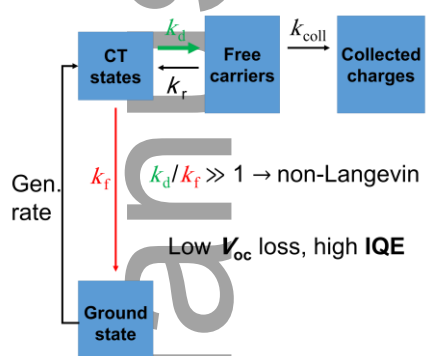 k_d
k_coll
CT
states
Free
carriers
Collected
charges
k_r
Gen.
rate
k_f
k_d/k_f ≫ 1 → non-Langevin
Low V_oc loss, high IQE
Ground
state